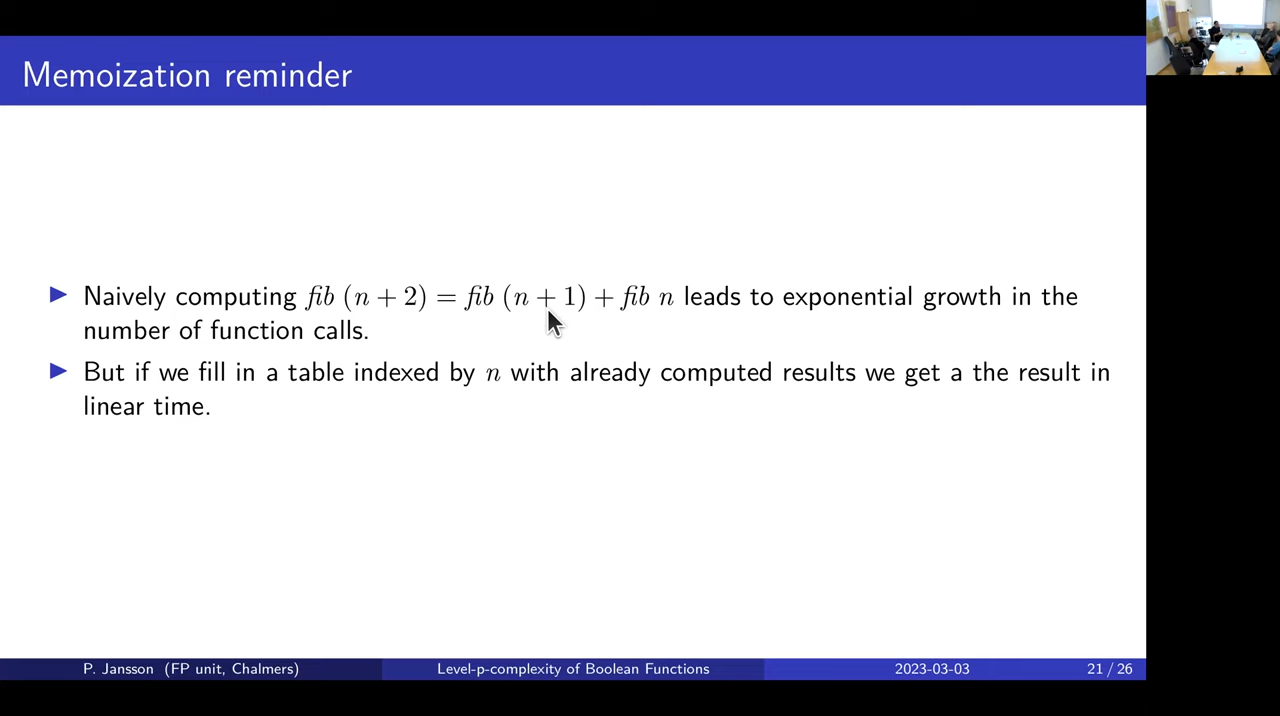 Memoization reminder
▶ Naively computing fib (n + 2) = fib (n + 1) + fib n leads to exponential growth in the
number of function calls.
▶ But if we fill in a table indexed by n with already computed results we get a the result in
linear time.
P. Jansson (FP unit, Chalmers) Level-p-complexity of Boolean Functions 2023-03-03 21 / 26